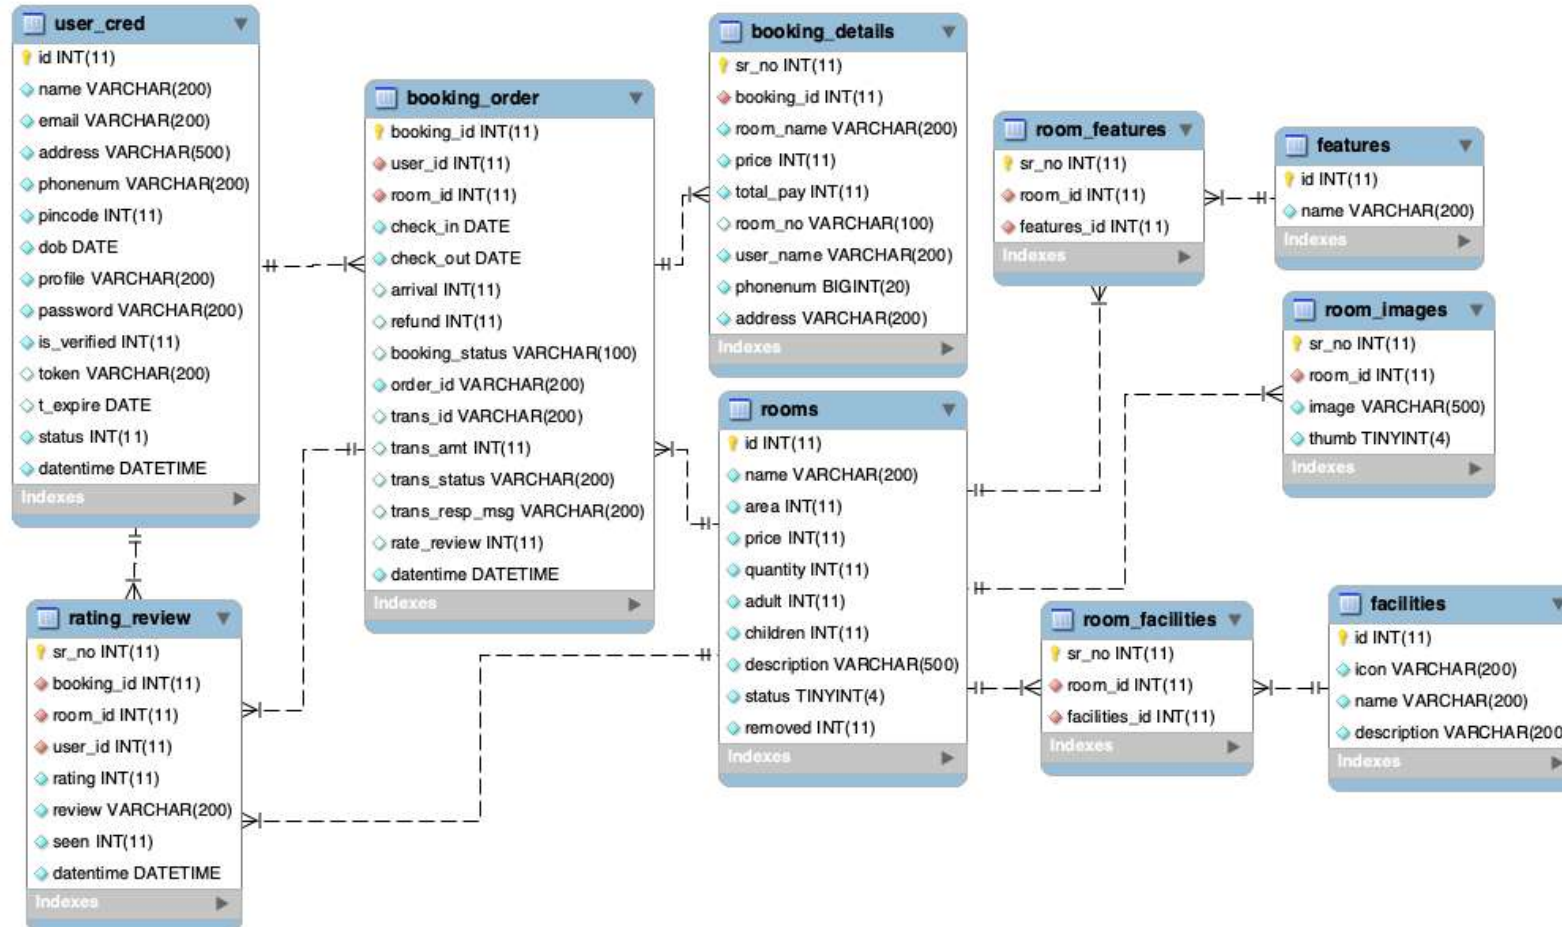 user_cred
id INT(11)
name VARCHAR(200)
email VARCHAR(200)
address VARCHAR(500)
phonenum VARCHAR(200)
pincode INT(11)
dob DATE
profile VARCHAR(200)
password VARCHAR(200)
is_verified INT(11)
token VARCHAR(200)
t_expire DATE
status INT(11)
datentime DATETIME
Indexes
booking_order
booking_id INT(11)
user_id INT(11)
room_id INT(11)
check_in DATE
check_out DATE
arrival INT(11)
refund INT(11)
booking_status VARCHAR(100)
order_id VARCHAR(200)
trans_id VARCHAR(200)
trans_amt INT(11)
trans_status VARCHAR(200)
trans_resp_msg VARCHAR(200)
rate_review INT(11)
datentime DATETIME
Indexes
booking_details
sr_no INT(11)
booking_id INT(11)
room_name VARCHAR(200)
price INT(11)
total_pay INT(11)
room_no VARCHAR(100)
user_name VARCHAR(200)
phonenum BIGINT(20)
address VARCHAR(200)
Indexes
room_features
sr_no INT(11)
room_id INT(11)
features_id INT(11)
Indexes
features
id INT(11)
name VARCHAR(200)
Indexes
room_images
sr_no INT(11)
room_id INT(11)
image VARCHAR(500)
thumb TINYINT(4)
Indexes
rooms
id INT(11)
name VARCHAR(200)
area INT(11)
price INT(11)
quantity INT(11)
adult INT(11)
children INT(11)
description VARCHAR(500)
status TINYINT(4)
removed INT(11)
Indexes
rating_review
sr_no INT(11)
booking_id INT(11)
room_id INT(11)
user_id INT(11)
rating INT(11)
review VARCHAR(200)
seen INT(11)
datentime DATETIME
Indexes
room_facilities
sr_no INT(11)
room_id INT(11)
facilities_id INT(11)
Indexes
facilities
id INT(11)
icon VARCHAR(200)
name VARCHAR(200)
description VARCHAR(200
Indexes